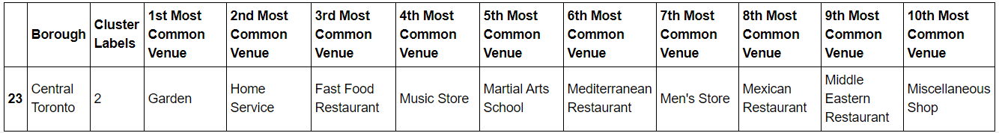 Borough Cluster Labels 1st Most Common Venue 2nd Most Common Venue 3rd Most Common Venue 4th Most Common Venue 5th Most Common Venue 6th Most Common Venue 7th Most Common Venue 8th Most Common Venue 9th Most Common Venue 10th Most Common Venue
23 Central Toronto 2 Garden Home Service Fast Food Restaurant Music Store Martial Arts School Mediterranean Restaurant Men's Store Mexican Restaurant Middle Eastern Restaurant Miscellaneous Shop